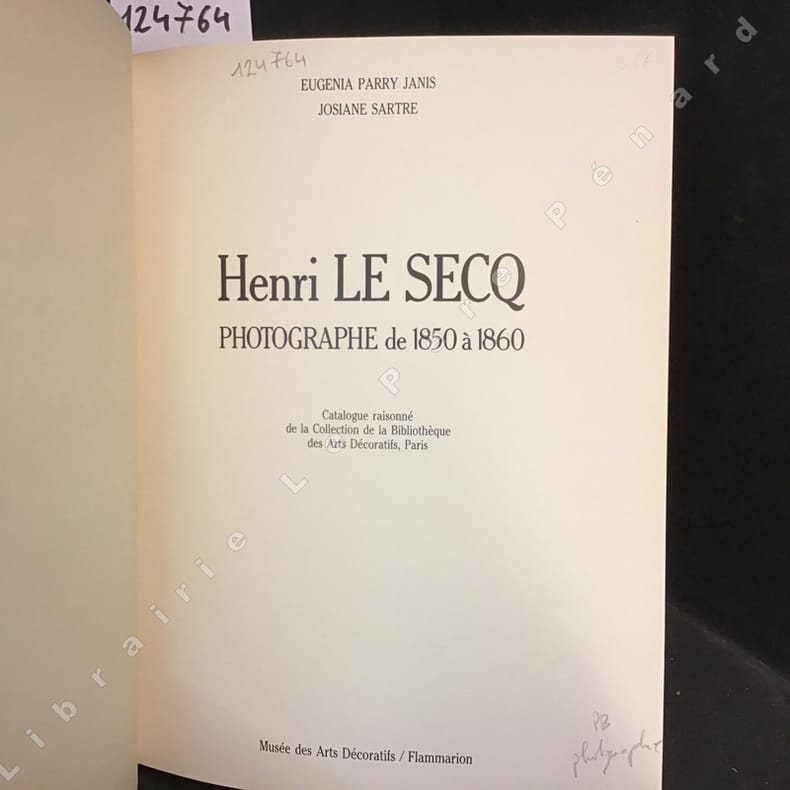 124764
124764
EUGENIA PARRY JANIS
JOSIANE SARTRE
Henri LE SECQ
PHOTOGRAPHE de 1850 à 1860
Catalogue raisonné
de la Collection de la Bibliothèque
des Arts Décoratifs, Paris
Musée des Arts Décoratifs / Flammarion
PB
photographie
Librairie Le Père Pénard